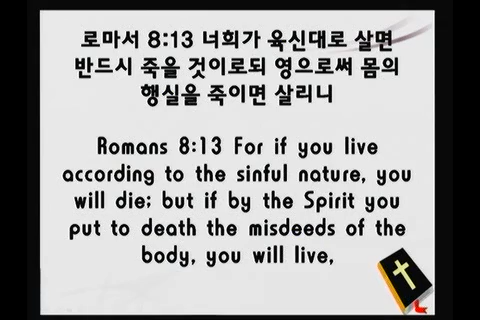 로마서 8:13 너희가 육신대로 살면
반드시 죽을 것이로되 영으로써 몸의
행실을 죽이면 살리니
Romans 8:13 For if you live
according to the sinful nature, you
will die; but if by the Spirit you
put to death the misdeeds of the
body, you will live,